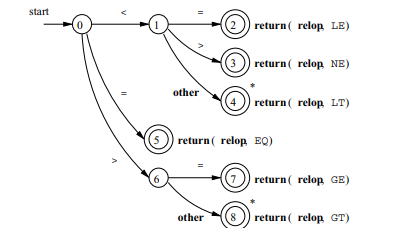 start
0 < 1 = 2 return( relop, LE)
> 3 return( relop, NE)
other 4 * return( relop, LT)
= 5 return( relop, EQ)
> 6 = 7 return( relop, GE)
other 8 * return( relop, GT)